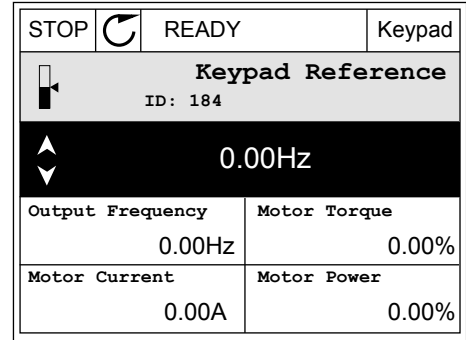 STOP READY Keypad
Keypad Reference
ID: 184
0.00Hz
Output Frequency Motor Torque
0.00Hz 0.00%
Motor Current Motor Power
0.00A 0.00%